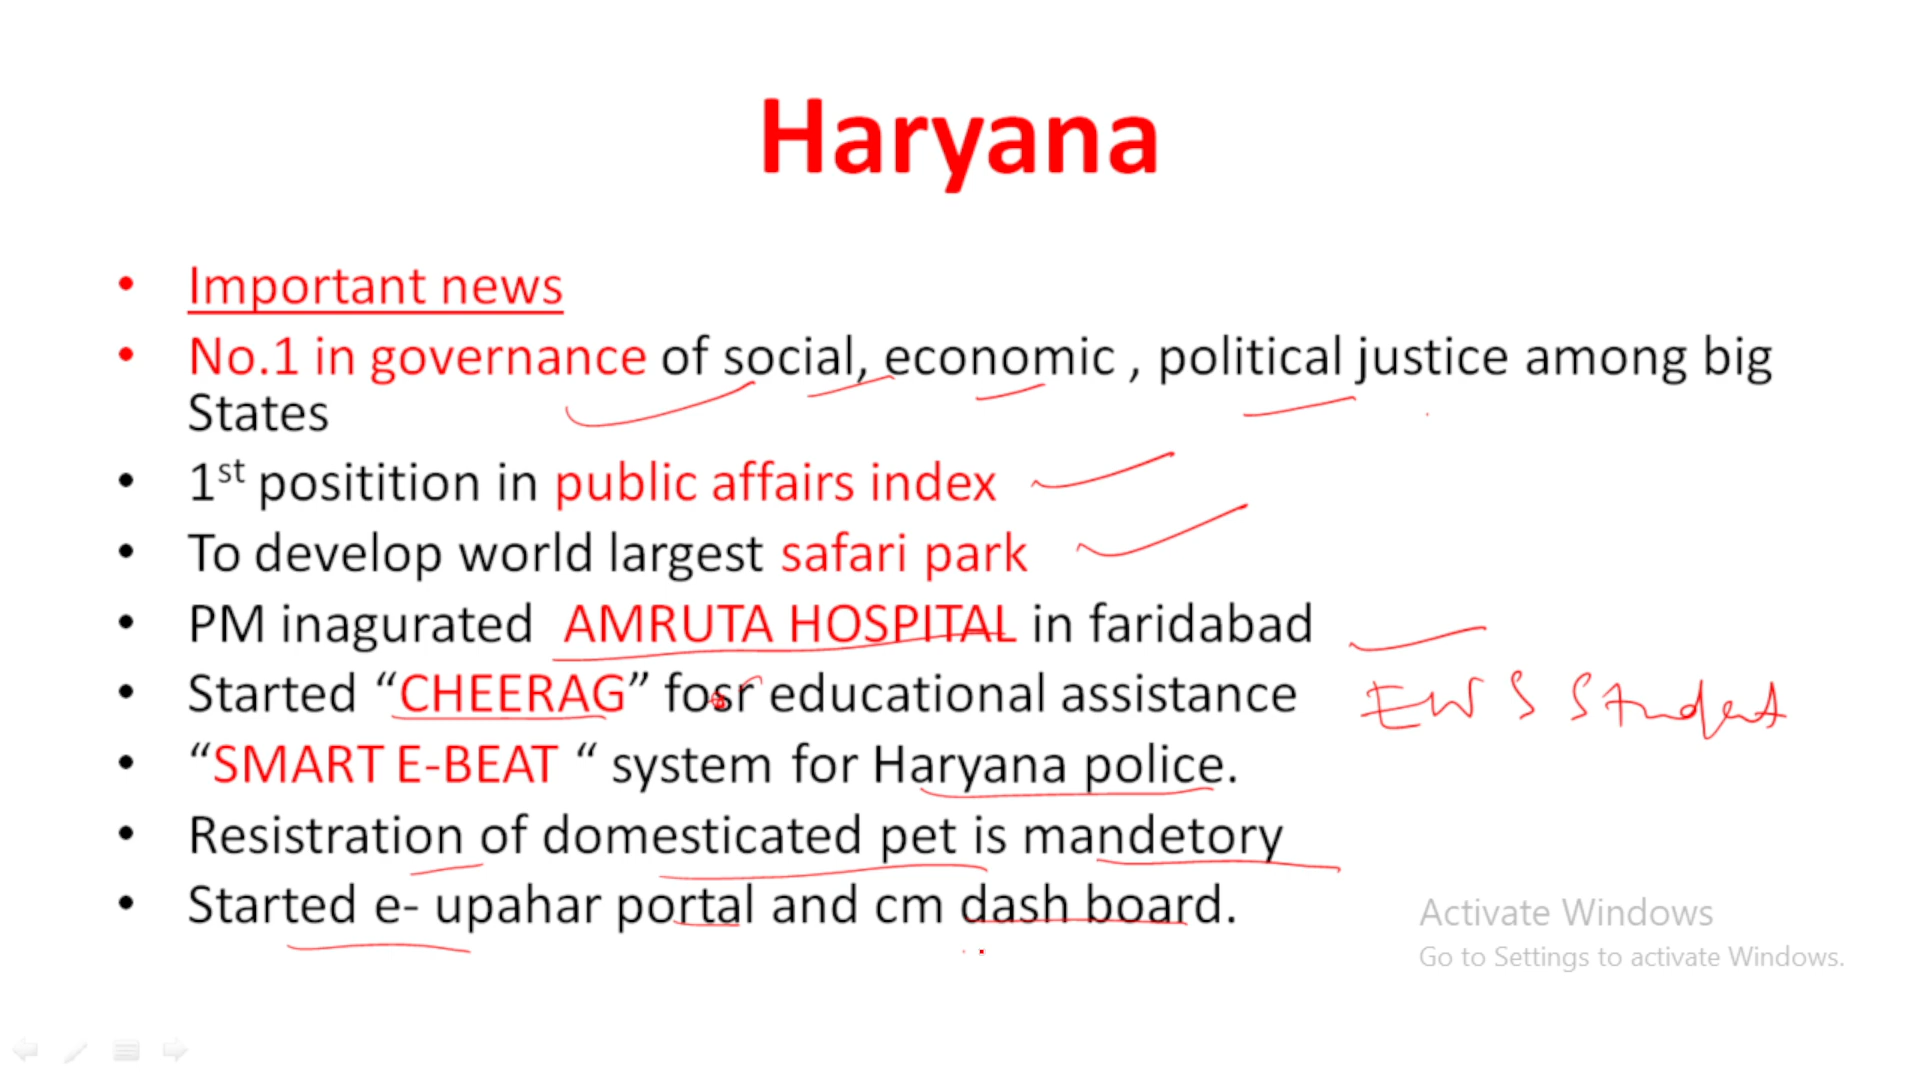 Haryana
• Important news
• No.1 in governance of social, economic , political justice among big
States
• 1st positition in public affairs index
• To develop world largest safari park
• PM inagurated AMRUTA HOSPITAL in faridabad
• Started “CHEERAG” fosr educational assistance EWS Student
• “SMART E-BEAT “ system for Haryana police.
• Resistration of domesticated pet is mandetory
• Started e- upahar portal and cm dash board.
Activate Windows
Go to Settings to activate Windows.